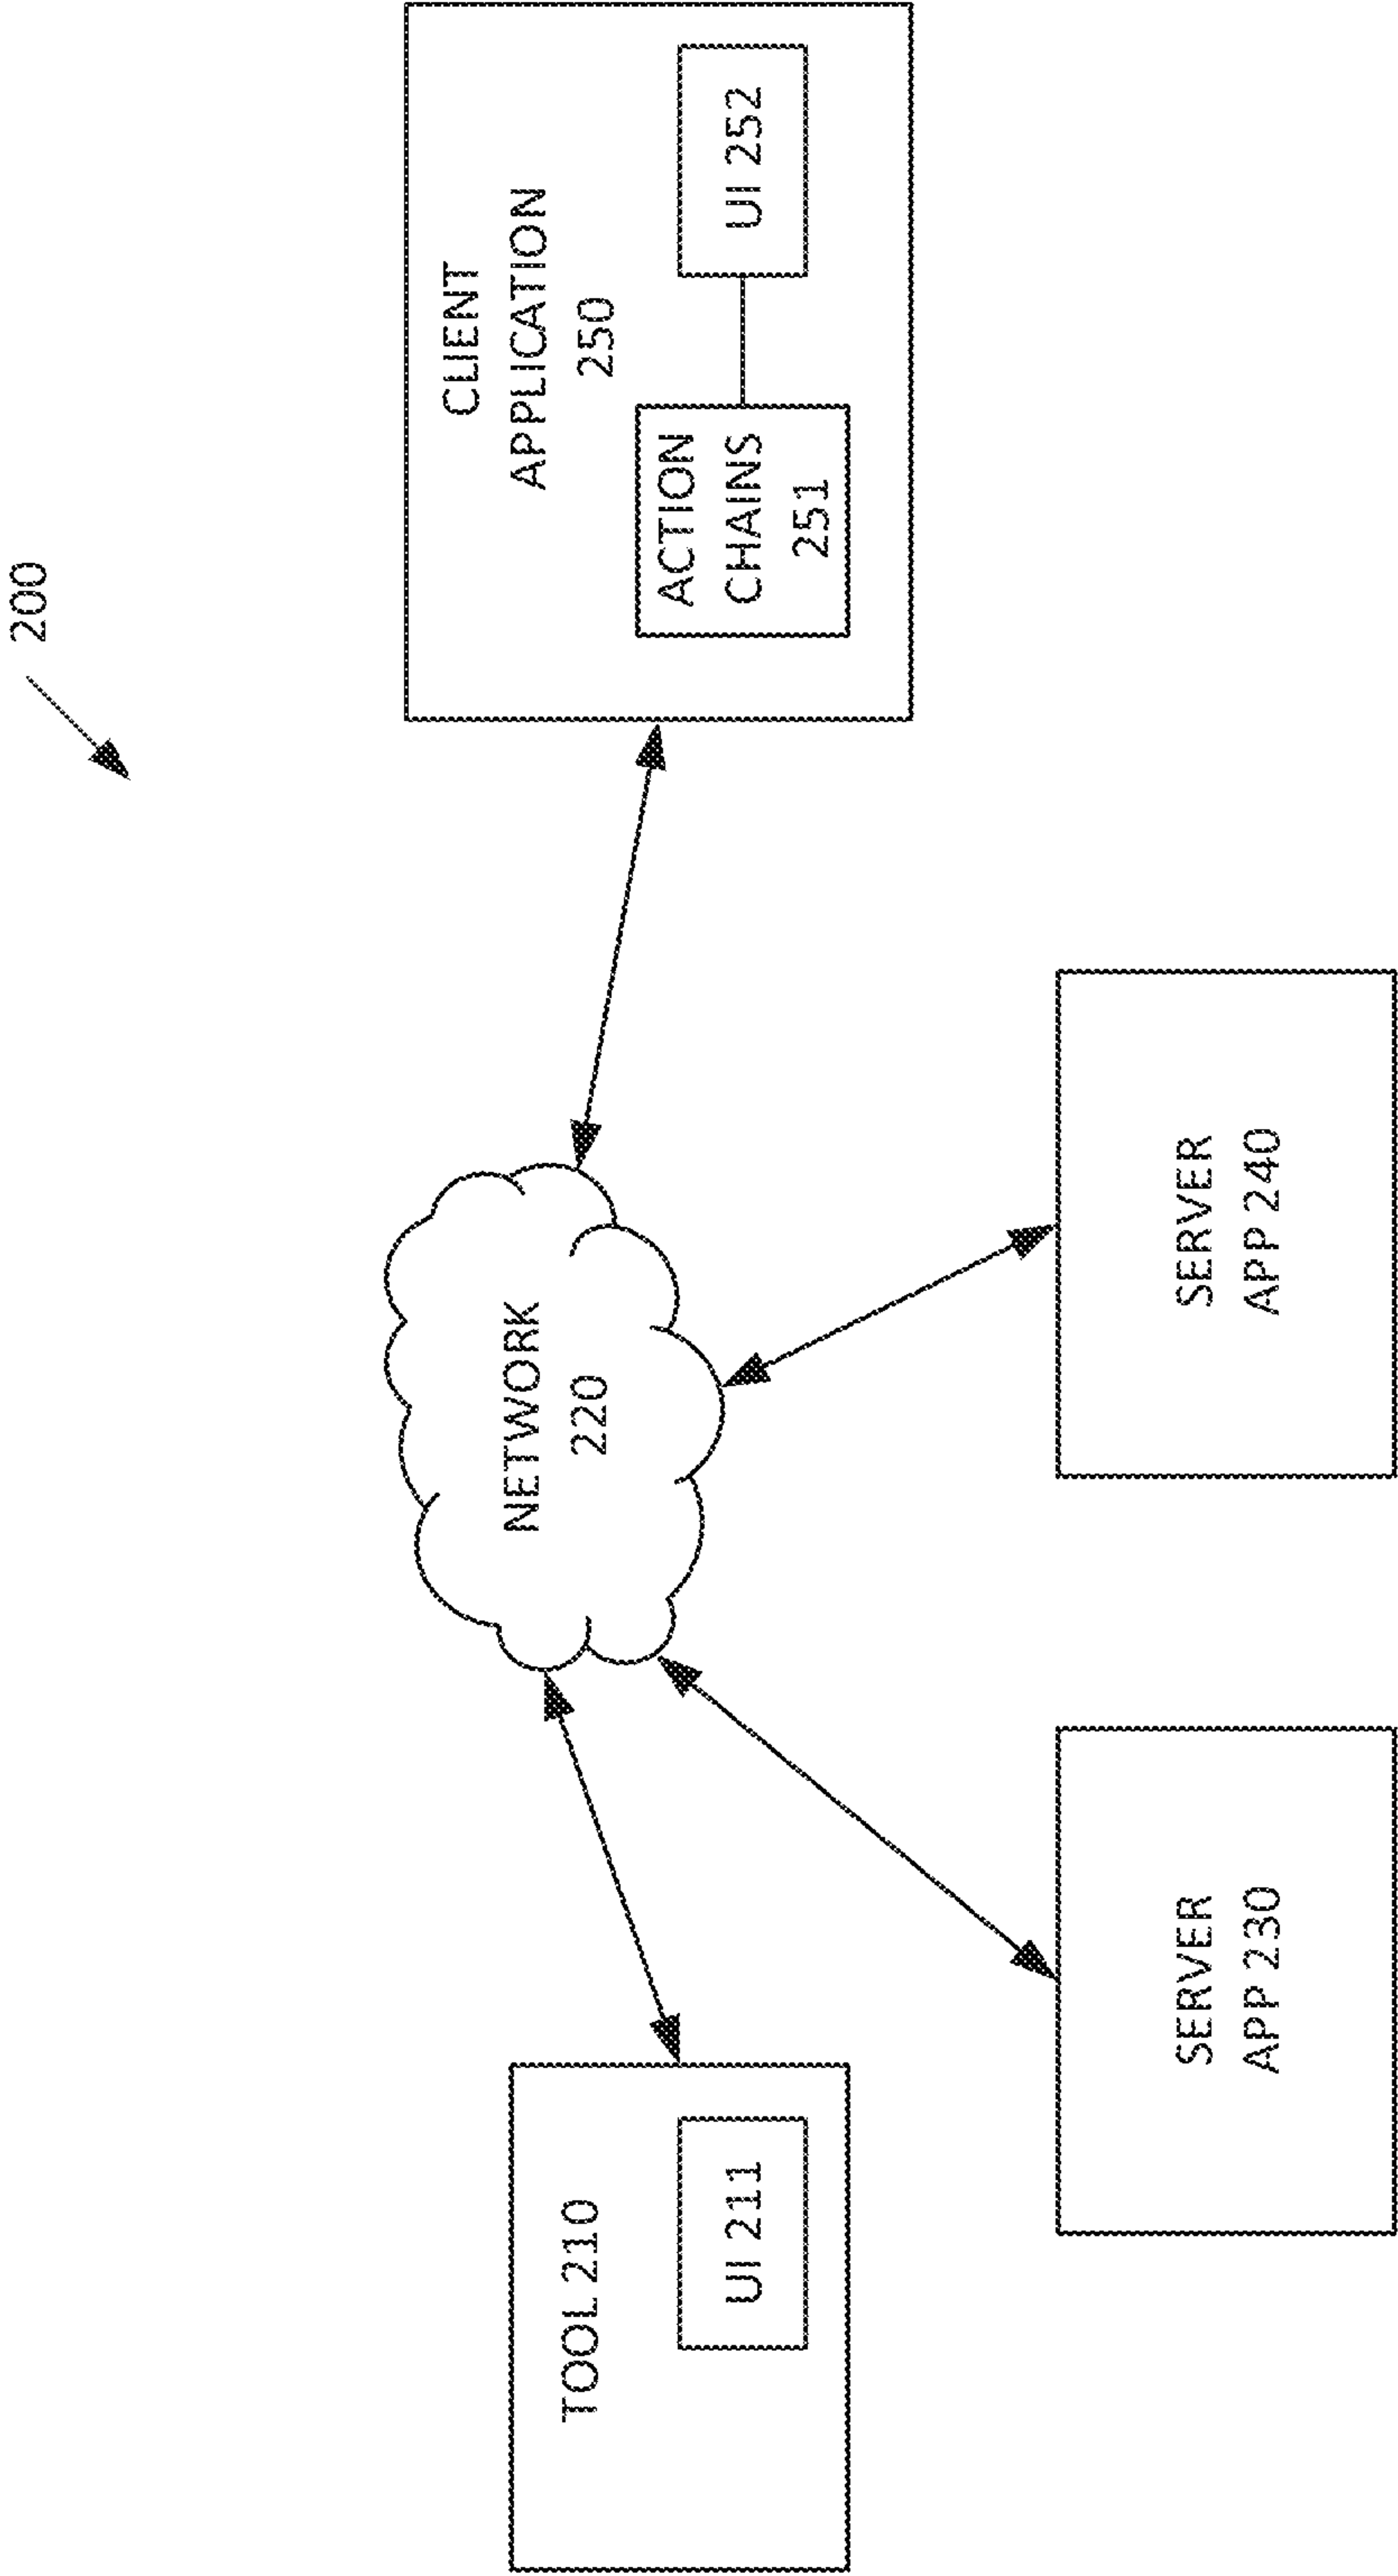 200
TOOL 210
UI 211
NETWORK
220
CLIENT
APPLICATION
250
ACTION
CHAINS
251
UI 252
SERVER
APP 230
SERVER
APP 240